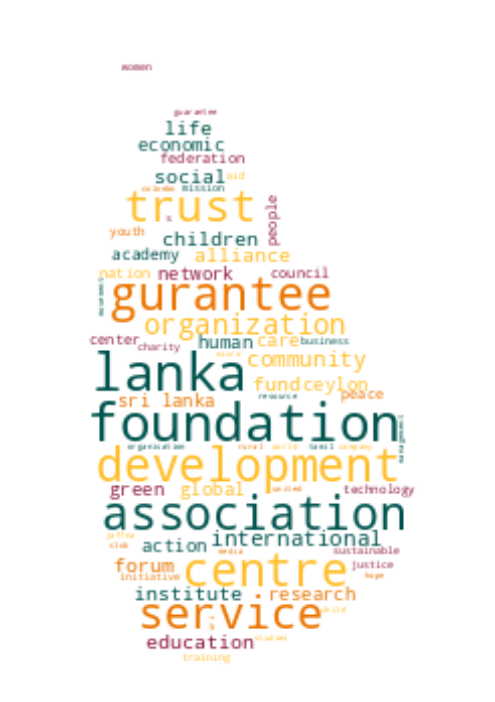 women
guarantee
life
economic
federation
social aid
colombo mission
trust
people
youth
children
academy alliance
nation network council
gurantee
organization
center charity human care business
lanka community
fund ceylon
sri lanka resource peace
foundation
management
organisation rural world tamil company
development
green global united technology
association
jaffna international
club action media sustainable
forum centre justice
initiative hope
institute research
service child
education studies
training